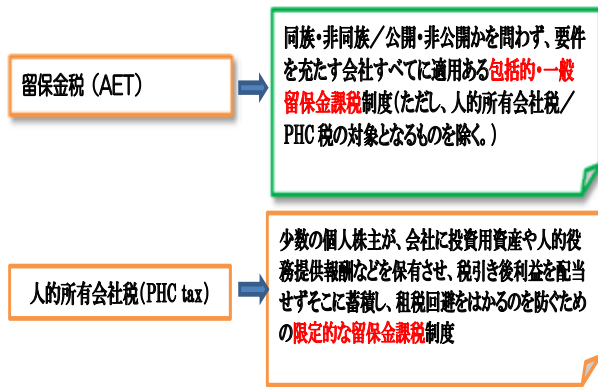 留保金税（AET）
同族・非同族／公開・非公開かを問わず、要件
を充たす会社すべてに適用ある包括的・一般
留保金課税制度（ただし、人的所有会社税／
PHC 税の対象となるものを除く。）
人的所有会社税（PHC tax）
少数の個人株主が、会社に投資用資産や人的役
務提供報酬などを保有させ、税引き後利益を配当
せずそこに蓄積し、租税回避をはかるのを防ぐため
の限定的な留保金課税制度